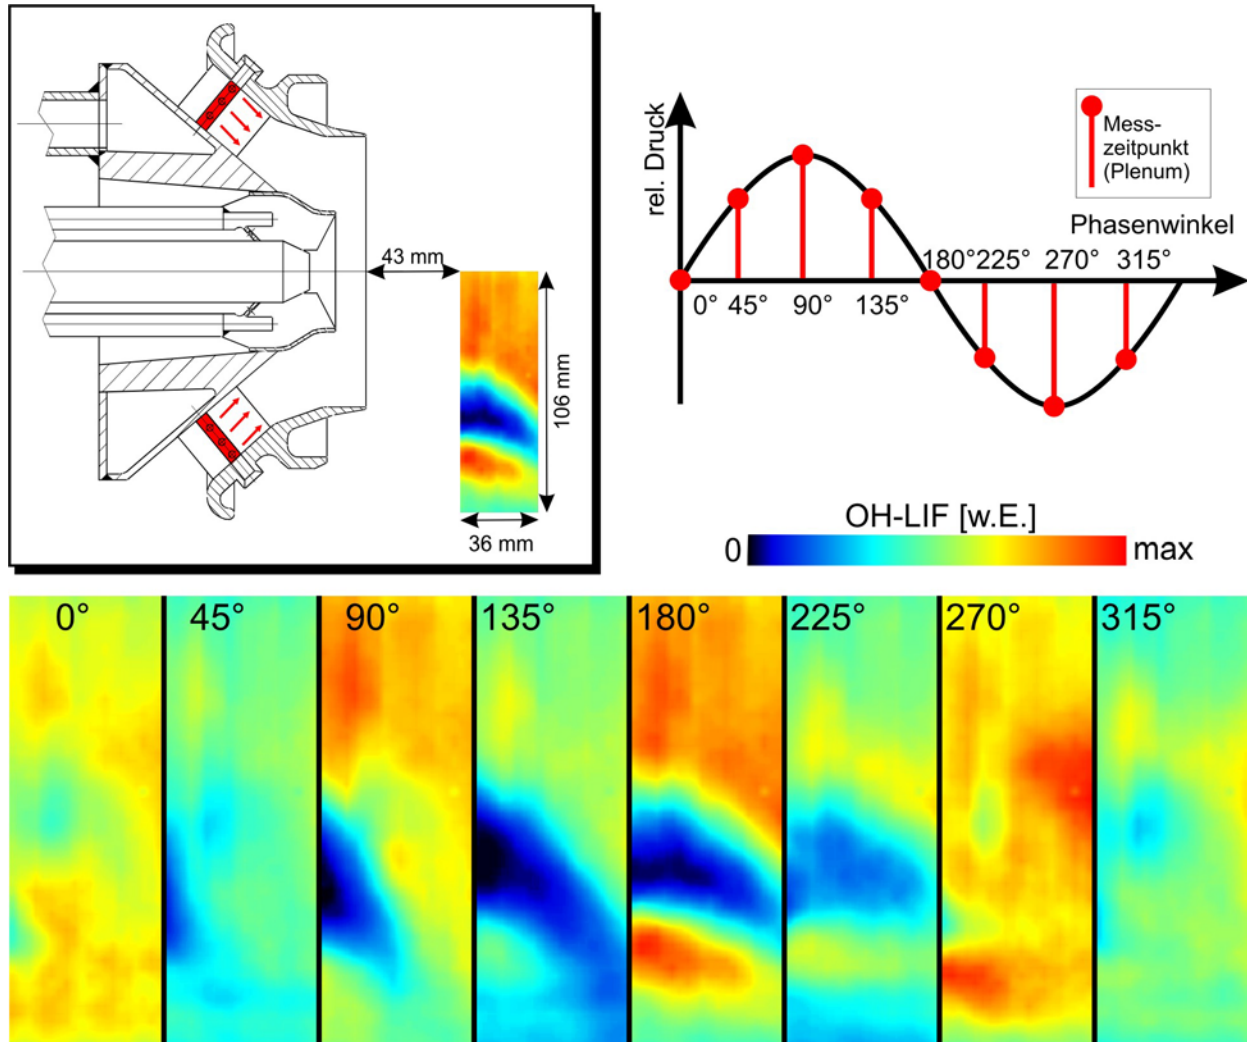 43 mm
106 mm
36 mm
rel. Druck
Mess-
zeitpunkt
(Plenum)
Phasenwinkel
180° 225° 270° 315°
0° 45° 90° 135°
OH-LIF [w.E.]
0 max
0° 45° 90° 135° 180° 225° 270° 315°